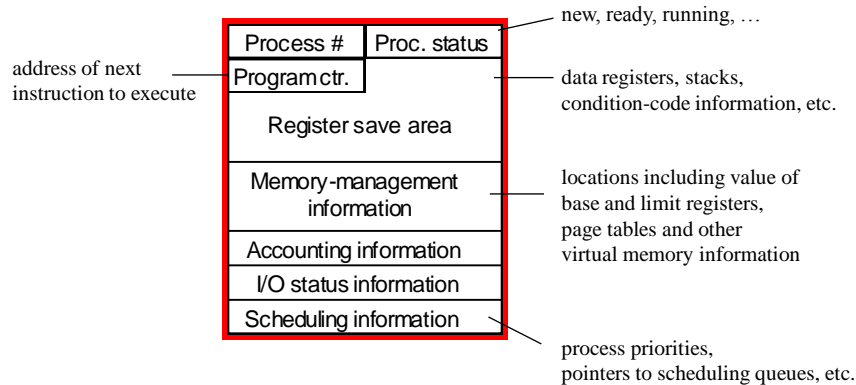 new, ready, running, …
Process #
Proc. status
address of next
instruction to execute
Program ctr.
data registers, stacks,
condition-code information, etc.
Register save area
Memory-management
information
locations including value of
base and limit registers,
page tables and other
virtual memory information
Accounting information
I/O status information
Scheduling information
process priorities,
pointers to scheduling queues, etc.